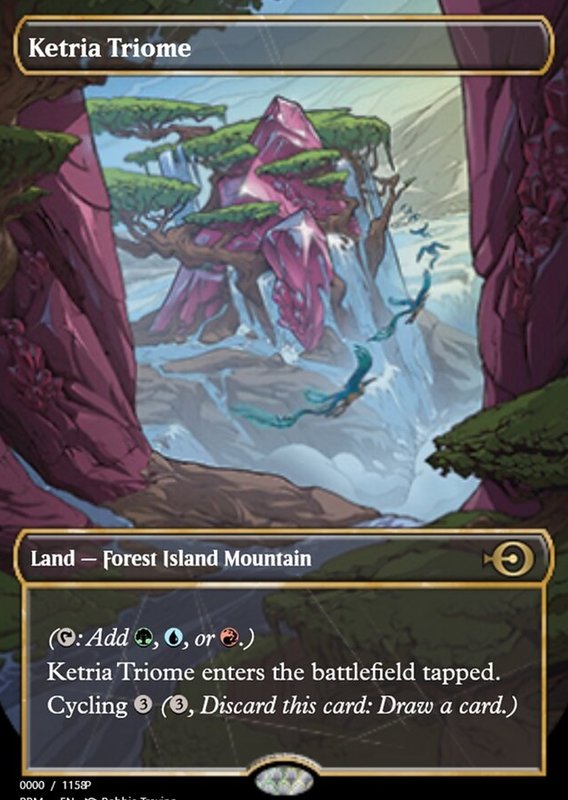 Ketria Triome
Land — Forest Island Mountain
(: Add , , or .)
Ketria Triome enters the battlefield tapped.
Cycling 3 (3, Discard this card: Draw a card.)
0000 / 1158P
EN